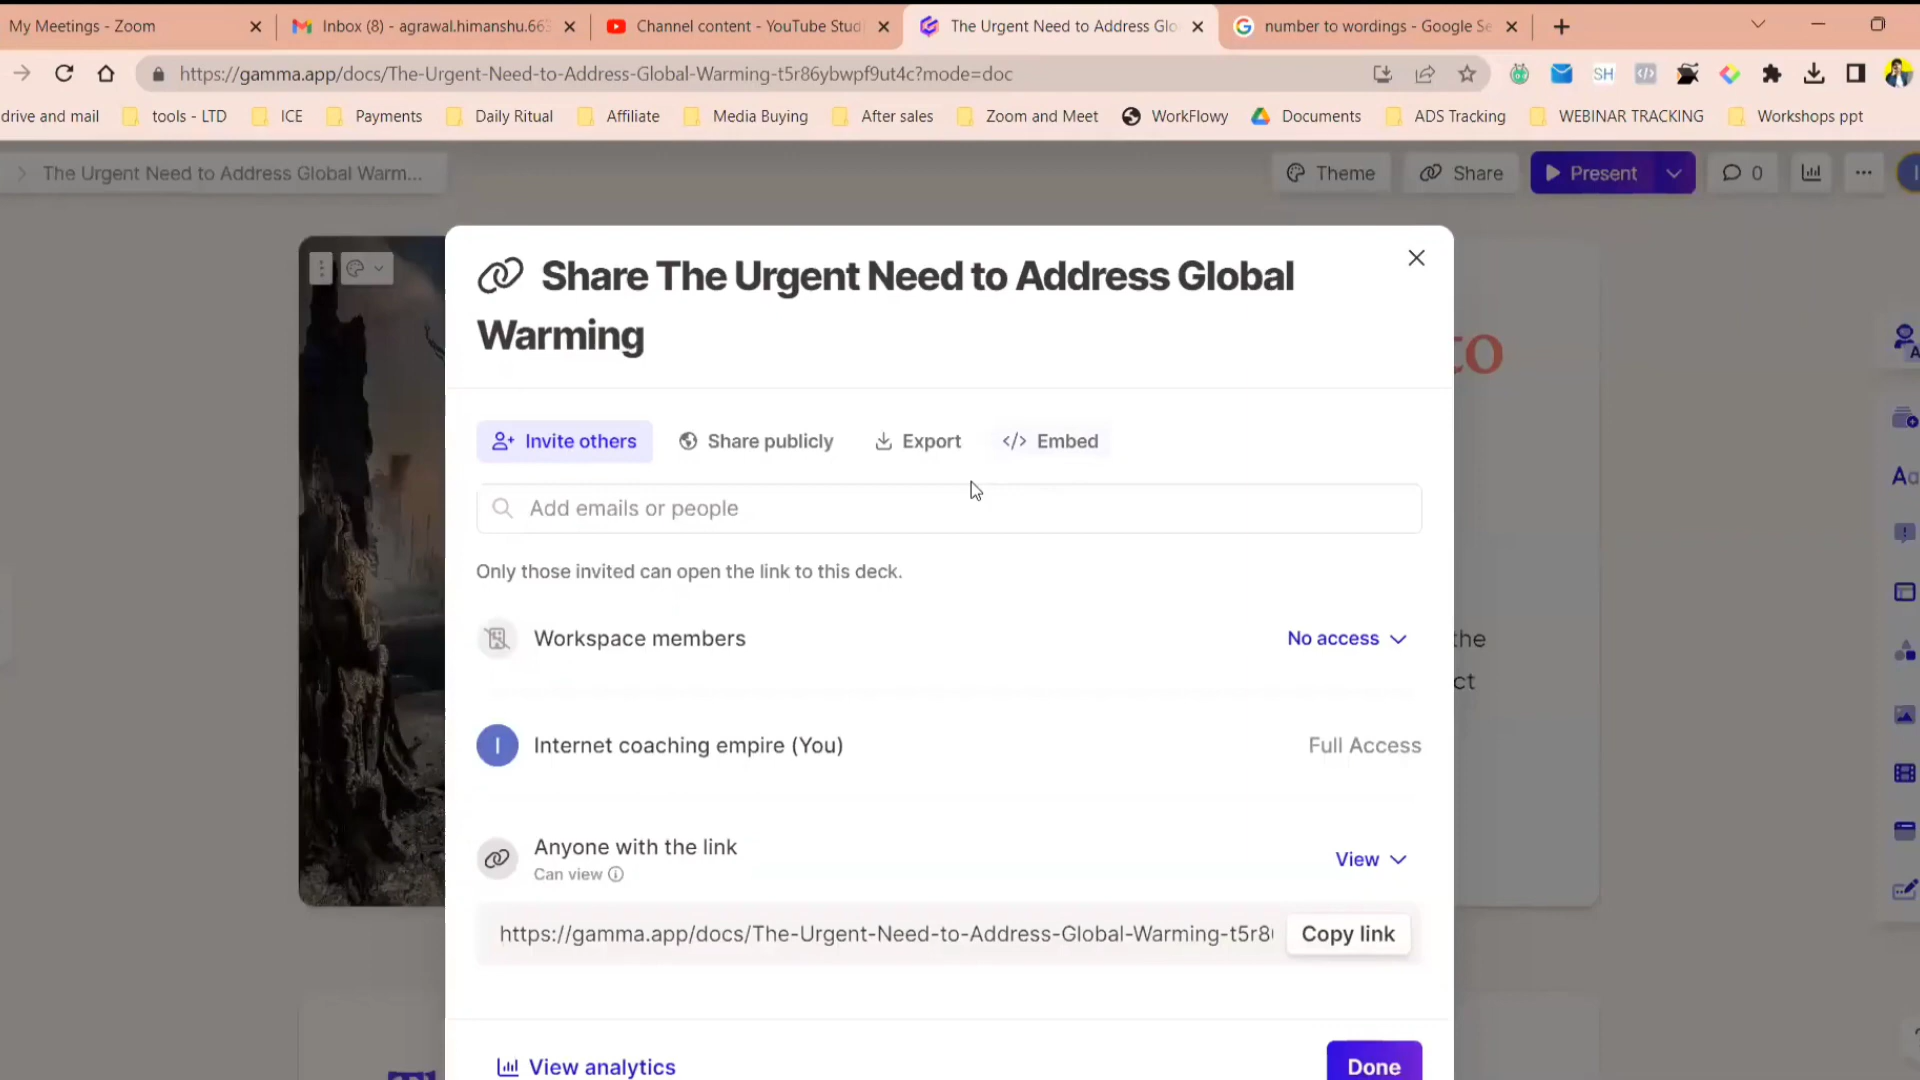 My Meetings - Zoom
Inbox (8) - agrawal.himanshu.663
Channel content - YouTube Studi
The Urgent Need to Address Glo
number to wordings - Google Se
https://gamma.app/docs/The-Urgent-Need-to-Address-Global-Warming-t5r86ybwpf9ut4c?mode=doc
SH
drive and mail
tools - LTD
ICE
Payments
Daily Ritual
Affiliate
Media Buying
After sales
Zoom and Meet
WorkFlowy
Documents
ADS Tracking
WEBINAR TRACKING
Workshops ppt
The Urgent Need to Address Global Warm...
Theme
Share
Present
0
Share The Urgent Need to Address Global
Warming
to
Invite others
Share publicly
Export
Embed
Add emails or people
Only those invited can open the link to this deck.
Workspace members
No access
the
ct
I
Internet coaching empire (You)
Full Access
Anyone with the link
Can view
View
https://gamma.app/docs/The-Urgent-Need-to-Address-Global-Warming-t5r8
Copy link
View analytics
Done